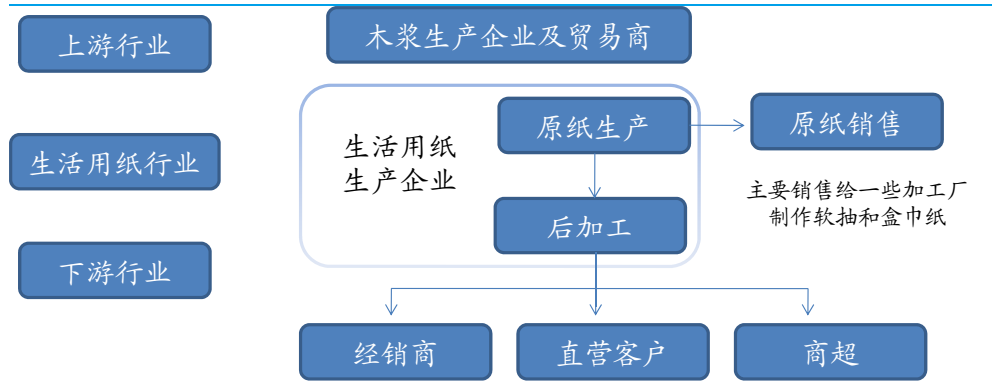 上游行业
木浆生产企业及贸易商
生活用纸行业
生活用纸
生产企业
原纸生产
原纸销售
主要销售给一些加工厂
制作软抽和盒巾纸
后加工
下游行业
经销商
直营客户
商超